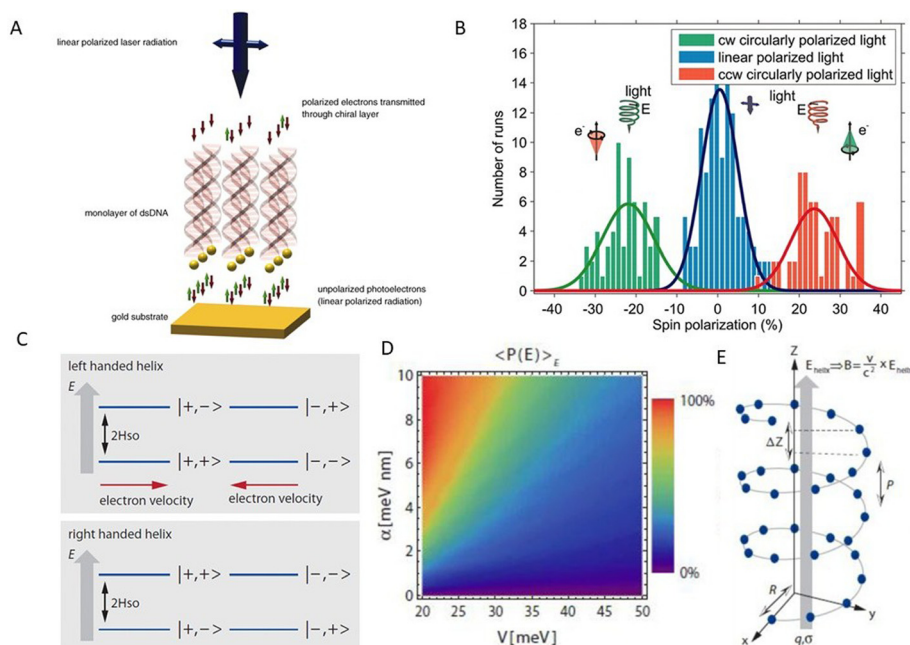 A
linear polarized laser radiation
polarized electrons transmitted
through chiral layer
monolayer of dsDNA
unpolarized photoelectrons
(linear polarized radiation)
gold substrate
B
18
16
14
12
10
8
6
4
2
0
Number of runs
cw circularly polarized light
linear polarized light
ccw circularly polarized light
light
E
light
E
e-
e-
-40 -30 -20 -10 0 10 20 30 40
Spin polarization (%)
C
left handed helix
E
|+,-> |-,+>
2Hso
|+,+> |-,->
electron velocity electron velocity
right handed helix
E
|+,+> |-,->
2Hso
|+,-> |-,+>
D
<P(E)>E
10
8
6
4
2
0
α[meV nm]
20 25 30 35 40 45 50
V[meV]
100%
0%
E
Z
Ehelix⇒B=v/c² x Ehelix
ΔZ
P
R
x
y
q,σ